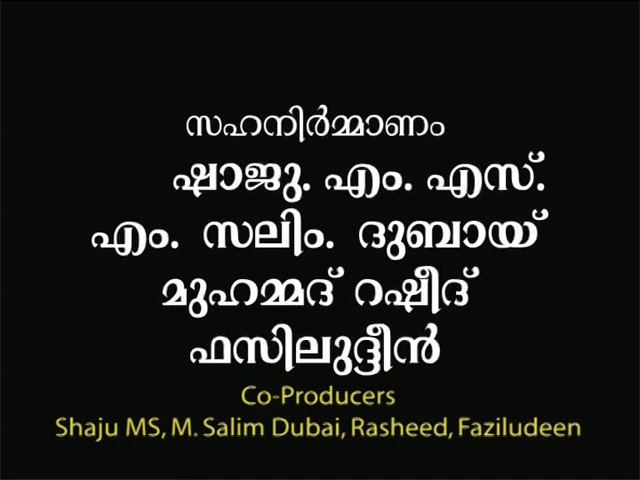 സഹനിർമ്മാണം
ഷാജു. എം. എസ്.
എം. സലിം. ദുബായ്
മുഹമ്മദ് റഷീദ്
ഫസിലുദ്ദീൻ
Co-Producers
Shaju MS, M. Salim Dubai, Rasheed, Faziludeen